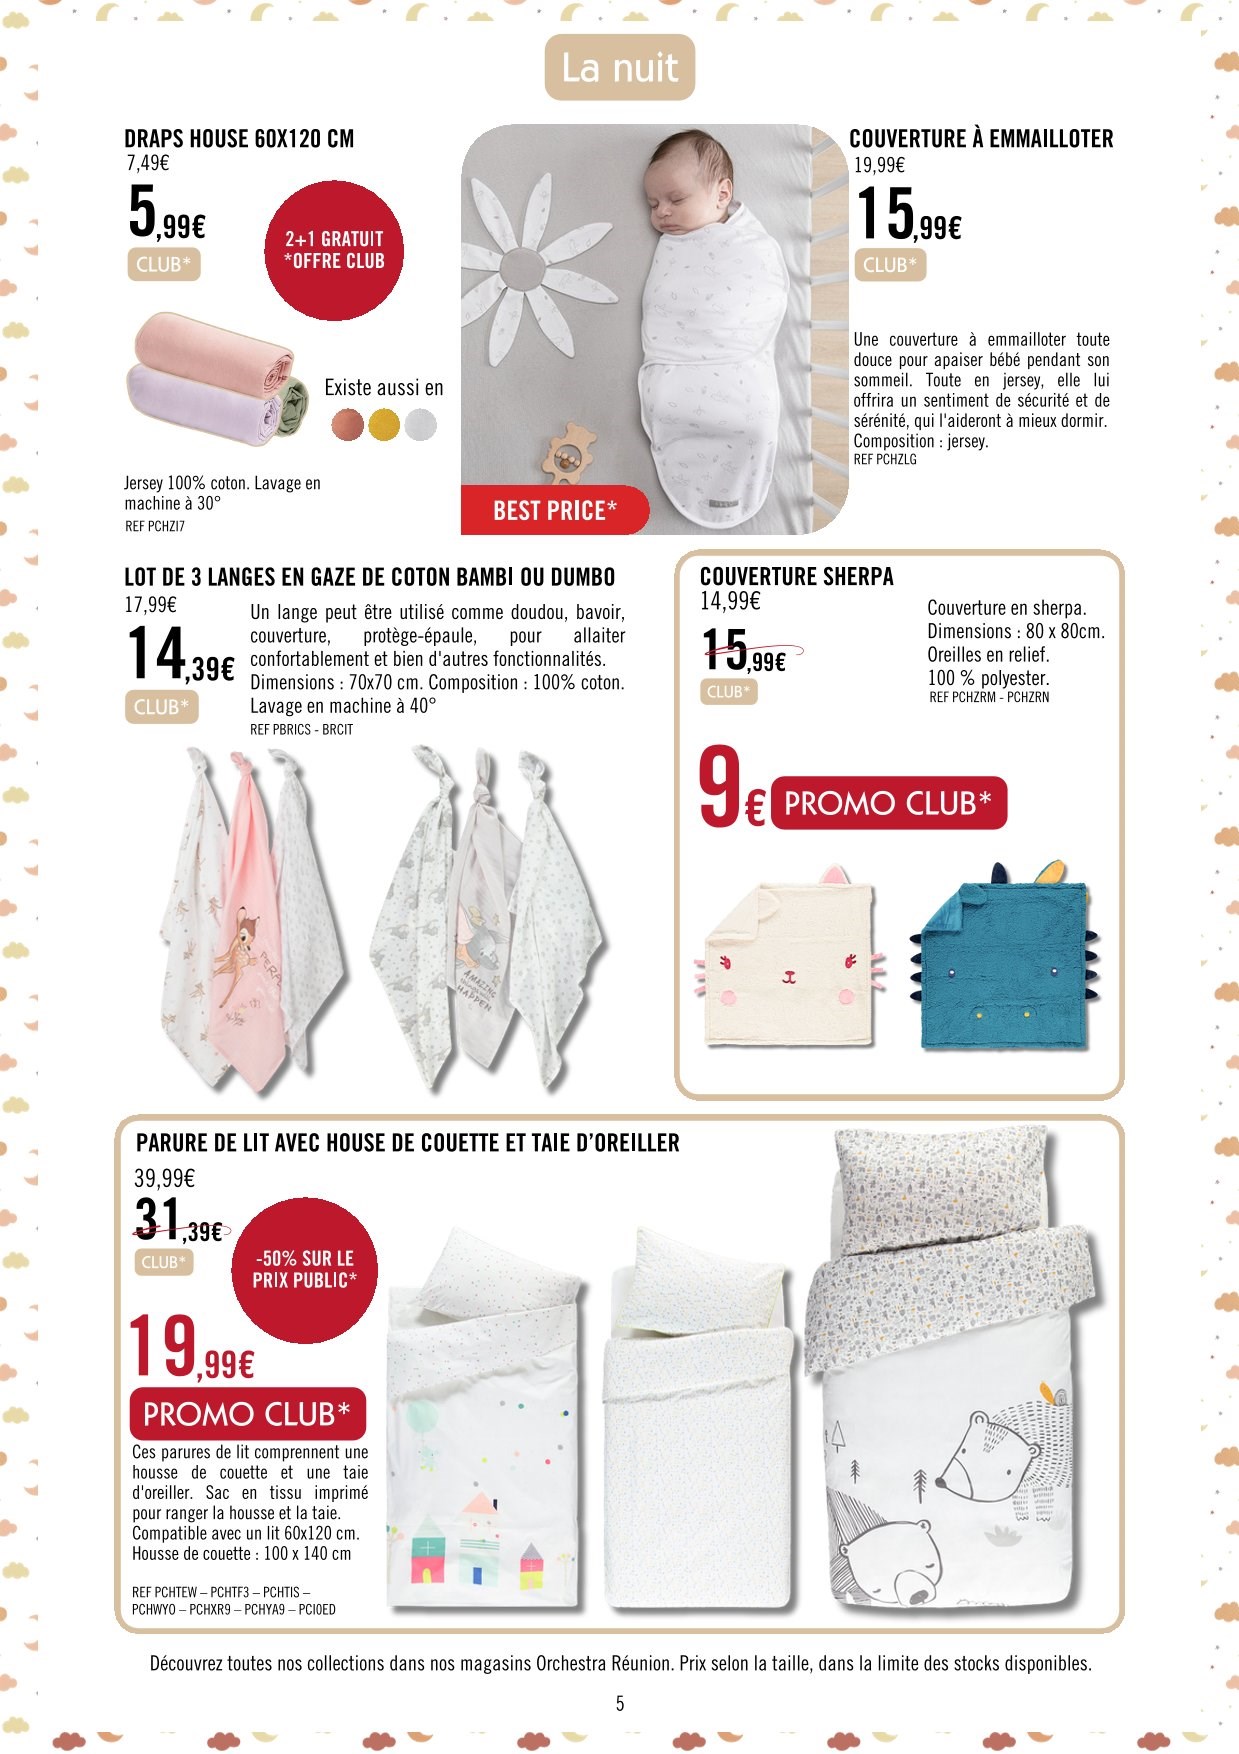 La nuit
DRAPS HOUSE 60X120 CM
7,49€
5,99€
CLUB*
2+1 GRATUIT
*OFFRE CLUB
Existe aussi en
Jersey 100% coton. Lavage en
machine à 30°
REF PCHZI7
BEST PRICE*
COUVERTURE À EMMAILLOTER
19,99€
15,99€
CLUB*
Une couverture à emmailloter toute
douce pour apaiser bébé pendant son
sommeil. Toute en jersey, elle lui
offrira un sentiment de sécurité et de
sérénité, qui l'aideront à mieux dormir.
Composition : jersey.
REF PCHZLG
LOT DE 3 LANGES EN GAZE DE COTON BAMBI OU DUMBO
17,99€
14,39€
CLUB*
Un lange peut être utilisé comme doudou, bavoir,
couverture, protège-épaule, pour allaiter
confortablement et bien d'autres fonctionnalités.
Dimensions : 70x70 cm. Composition : 100% coton.
Lavage en machine à 40°
REF PBRICS - BRCIT
AMAZING
HAPPEN
COUVERTURE SHERPA
14,99€
15,99€
CLUB*
Couverture en sherpa.
Dimensions : 80 x 80cm.
Oreilles en relief.
100 % polyester.
REF PCHZRM - PCHZRN
9€ PROMO CLUB*
PARURE DE LIT AVEC HOUSE DE COUETTE ET TAIE D’OREILLER
39,99€
31,39€
CLUB*
-50% SUR LE
PRIX PUBLIC*
19,99€
PROMO CLUB*
Ces parures de lit comprennent une
housse de couette et une taie
d'oreiller. Sac en tissu imprimé
pour ranger la housse et la taie.
Compatible avec un lit 60x120 cm.
Housse de couette : 100 x 140 cm
REF PCHTEW – PCHTF3 – PCHTIS –
PCHWYO – PCHXR9 – PCHYA9 – PCI0ED
Découvrez toutes nos collections dans nos magasins Orchestra Réunion. Prix selon la taille, dans la limite des stocks disponibles.
5